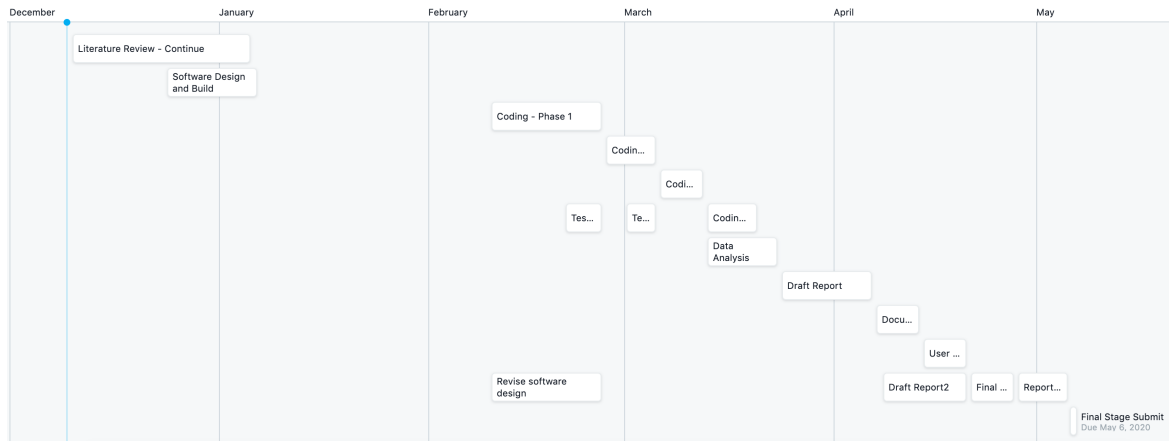 December January February March April May
Literature Review - Continue
Software Design
and Build
Coding - Phase 1
Codin...
Codi...
Tes... Te... Codin...
Data
Analysis
Draft Report
Docu...
User ...
Revise software
design
Draft Report2 Final ... Report...
Final Stage Submit
Due May 6, 2020